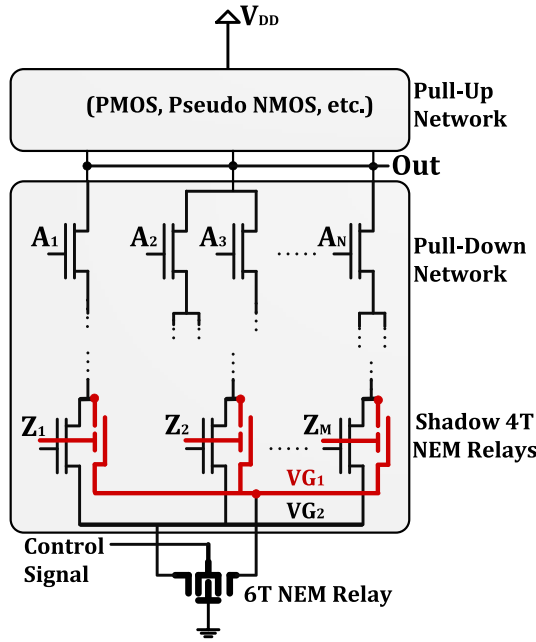 VDD
(PMOS, Pseudo NMOS, etc.)
Pull-Up
Network
Out
A1
A2
A3
......
AN
Pull-Down
Network
Z1
Z2
......
ZM
Shadow 4T
NEM Relays
VG1
VG2
Control
Signal
6T NEM Relay